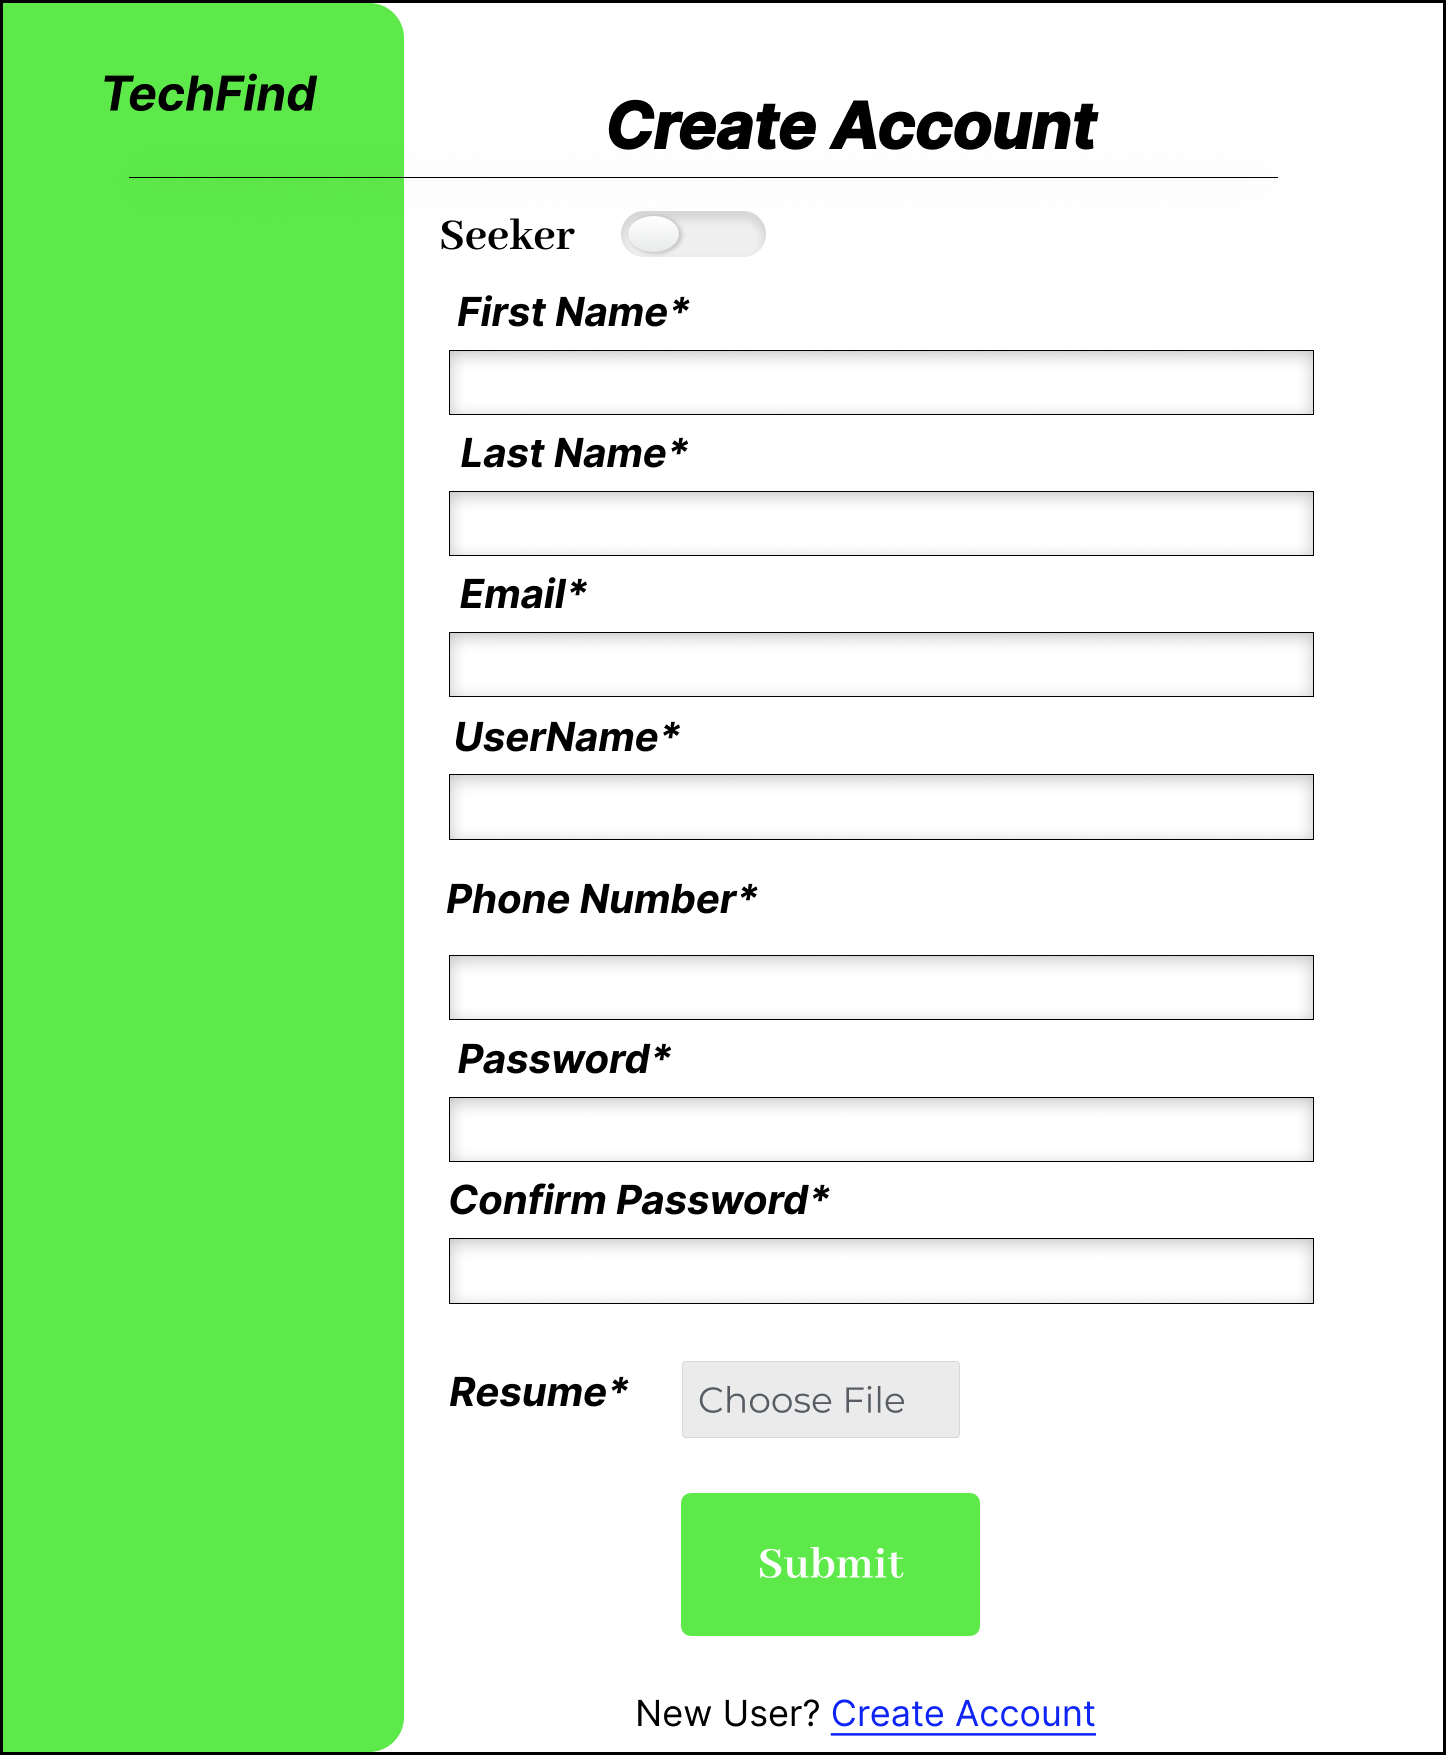 TechFind
Create Account
Seeker
First Name*
Last Name*
Email*
UserName*
Phone Number*
Password*
Confirm Password*
Resume* Choose File
Submit
New User? Create Account